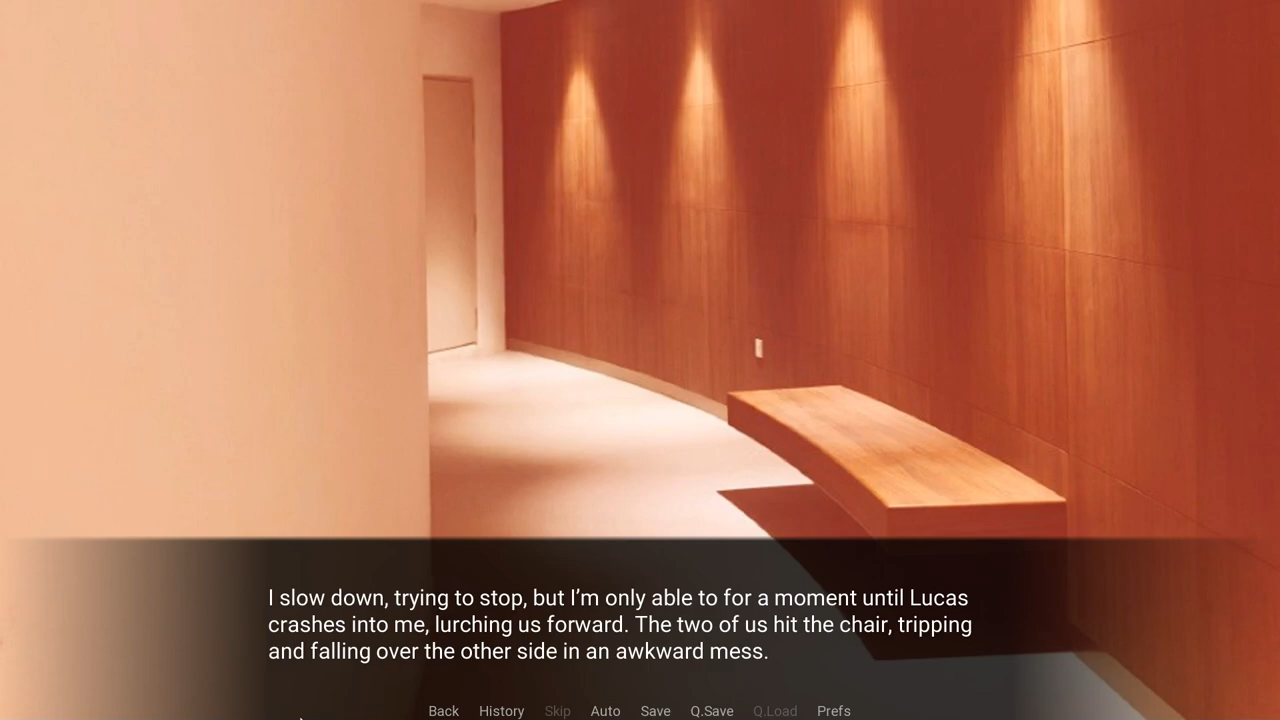 I slow down, trying to stop, but I’m only able to for a moment until Lucas
crashes into me, lurching us forward. The two of us hit the chair, tripping
and falling over the other side in an awkward mess.
Back History Skip Auto Save Q.Save Q.Load Prefs